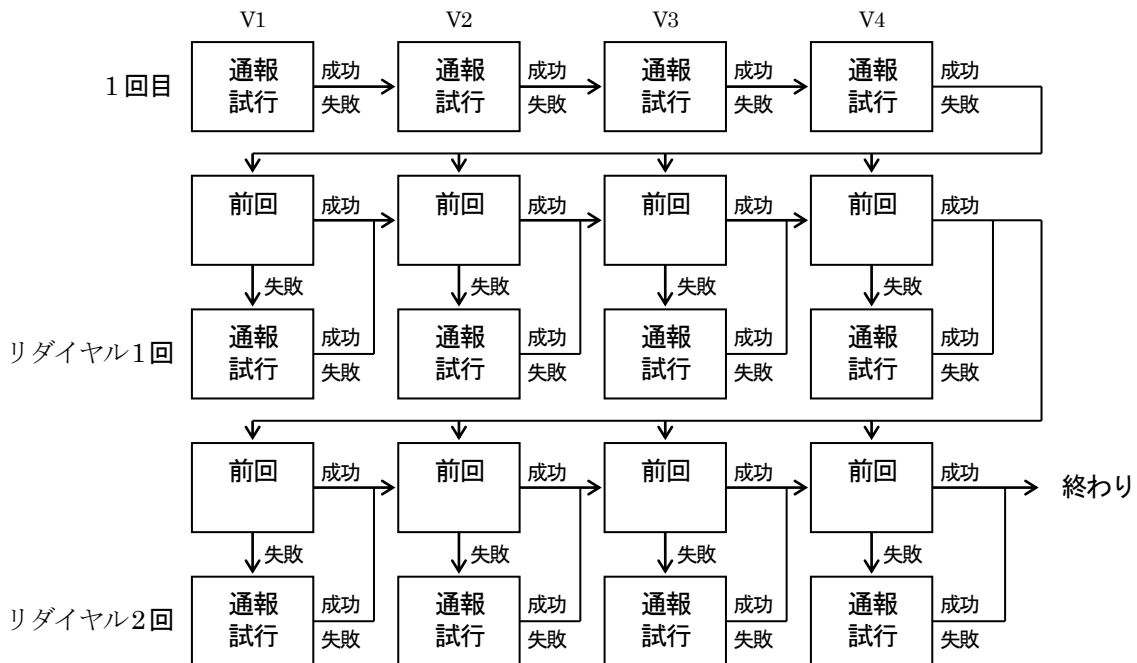 V1 V2 V3 V4
1回目
通報 成功 通報 成功 通報 成功 通報 成功
試行 失敗 試行 失敗 試行 失敗 試行 失敗
前回 成功 前回 成功 前回 成功 前回 成功
失敗 失敗 失敗 失敗
リダイヤル1回
通報 成功 通報 成功 通報 成功 通報 成功
試行 失敗 試行 失敗 試行 失敗 試行 失敗
前回 成功 前回 成功 前回 成功 前回 成功 終わり
失敗 失敗 失敗 失敗
リダイヤル2回
通報 成功 通報 成功 通報 成功 通報 成功
試行 失敗 試行 失敗 試行 失敗 試行 失敗